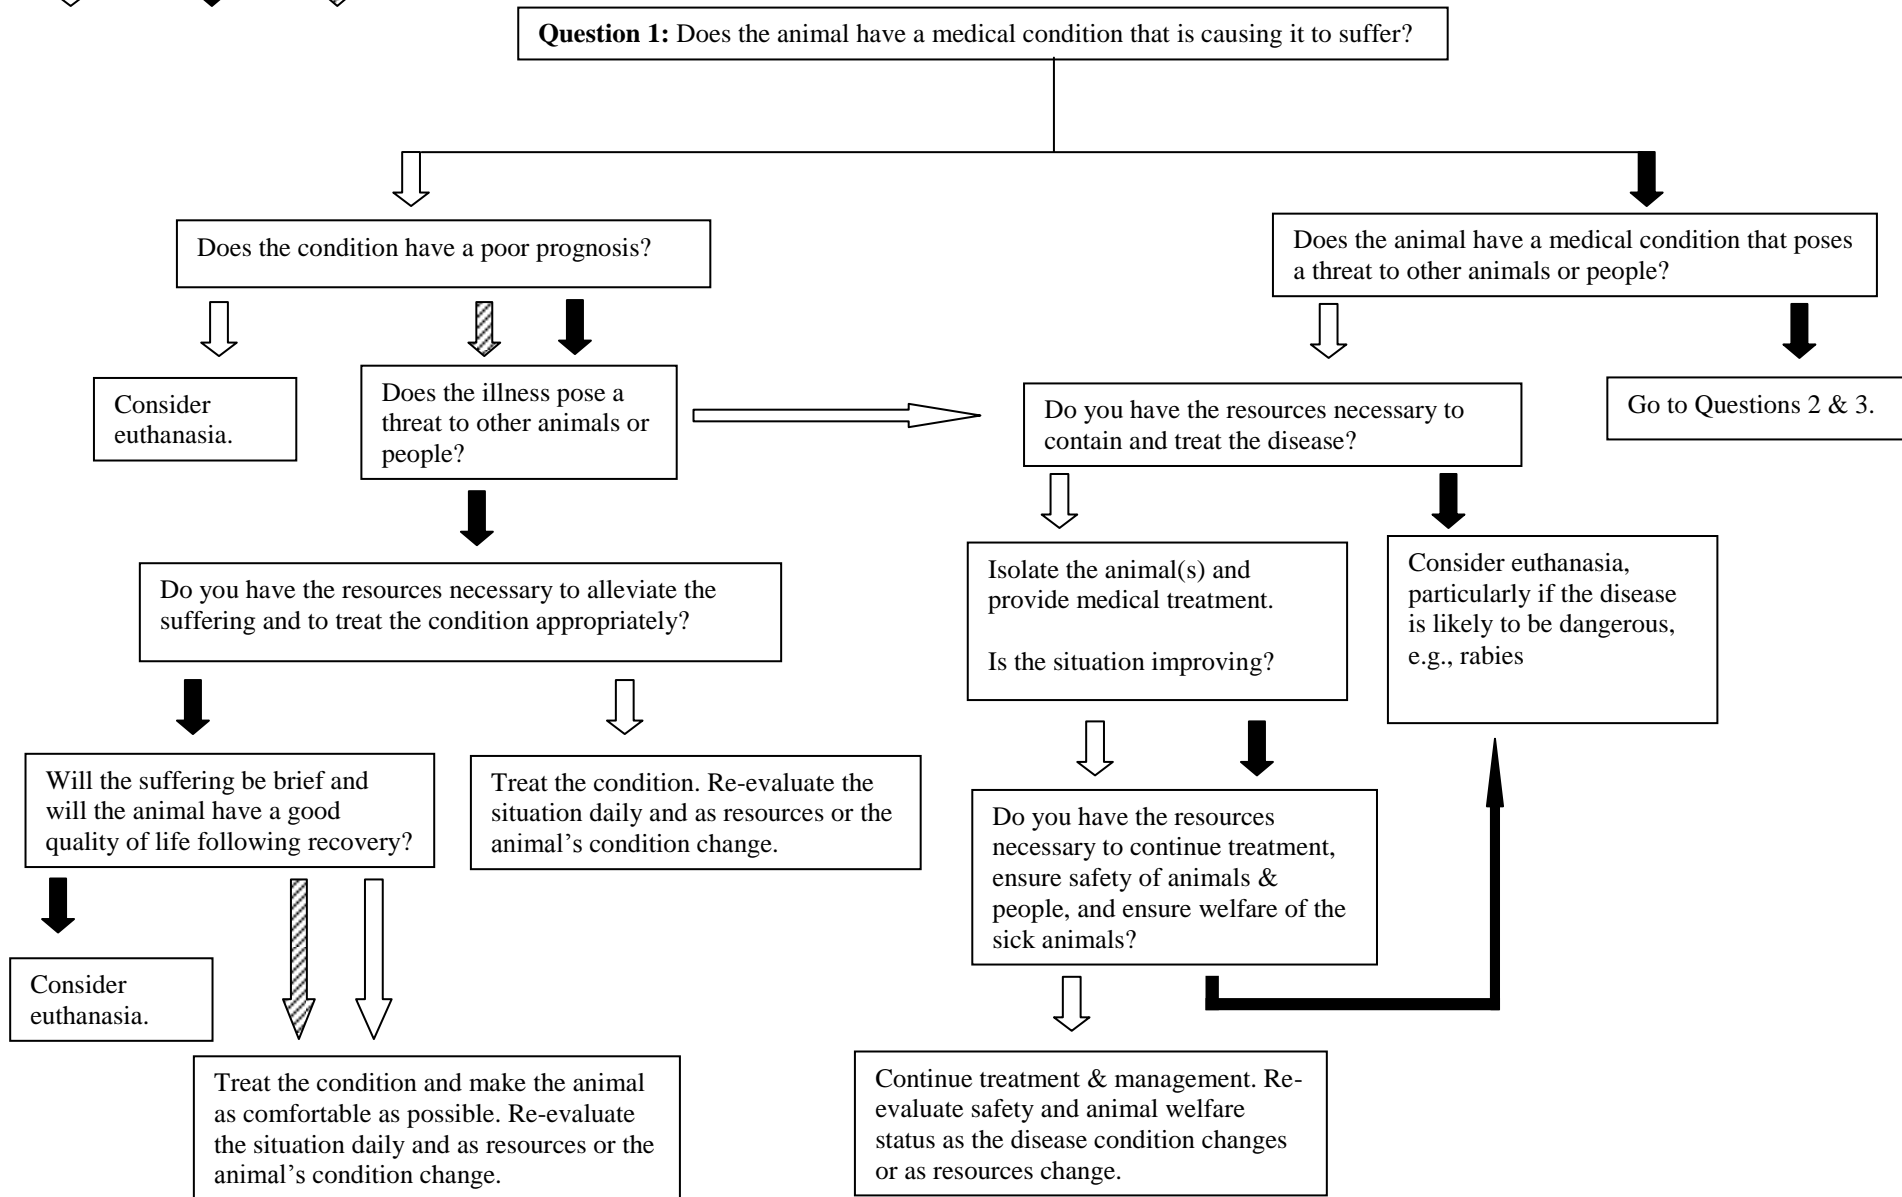 Question 1: Does the animal have a medical condition that is causing it to suffer?
Does the condition have a poor prognosis?
Does the animal have a medical condition that poses
a threat to other animals or people?
Consider
euthanasia.
Does the illness pose a
threat to other animals or
people?
Do you have the resources necessary to
contain and treat the disease?
Go to Questions 2 & 3.
Do you have the resources necessary to alleviate the
suffering and to treat the condition appropriately?
Isolate the animal(s) and
provide medical treatment.
Is the situation improving?
Consider euthanasia,
particularly if the disease
is likely to be dangerous,
e.g., rabies
Will the suffering be brief and
will the animal have a good
quality of life following recovery?
Treat the condition. Re-evaluate the
situation daily and as resources or the
animal’s condition change.
Do you have the resources
necessary to continue treatment,
ensure safety of animals &
people, and ensure welfare of the
sick animals?
Consider
euthanasia.
Treat the condition and make the animal
as comfortable as possible. Re-evaluate
the situation daily and as resources or the
animal’s condition change.
Continue treatment & management. Re-
evaluate safety and animal welfare
status as the disease condition changes
or as resources change.